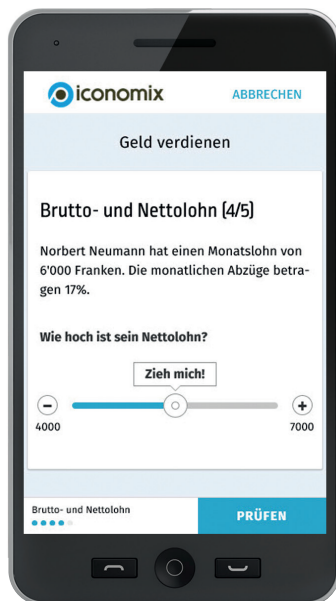 iconomix
ABBRECHEN
Geld verdienen
Brutto- und Nettolohn (4/5)
Norbert Neumann hat einen Monatslohn von
6'000 Franken. Die monatlichen Abzüge betra-
gen 17%.
Wie hoch ist sein Nettolohn?
Zieh mich!
4000
7000
Brutto- und Nettolohn
PRÜFEN